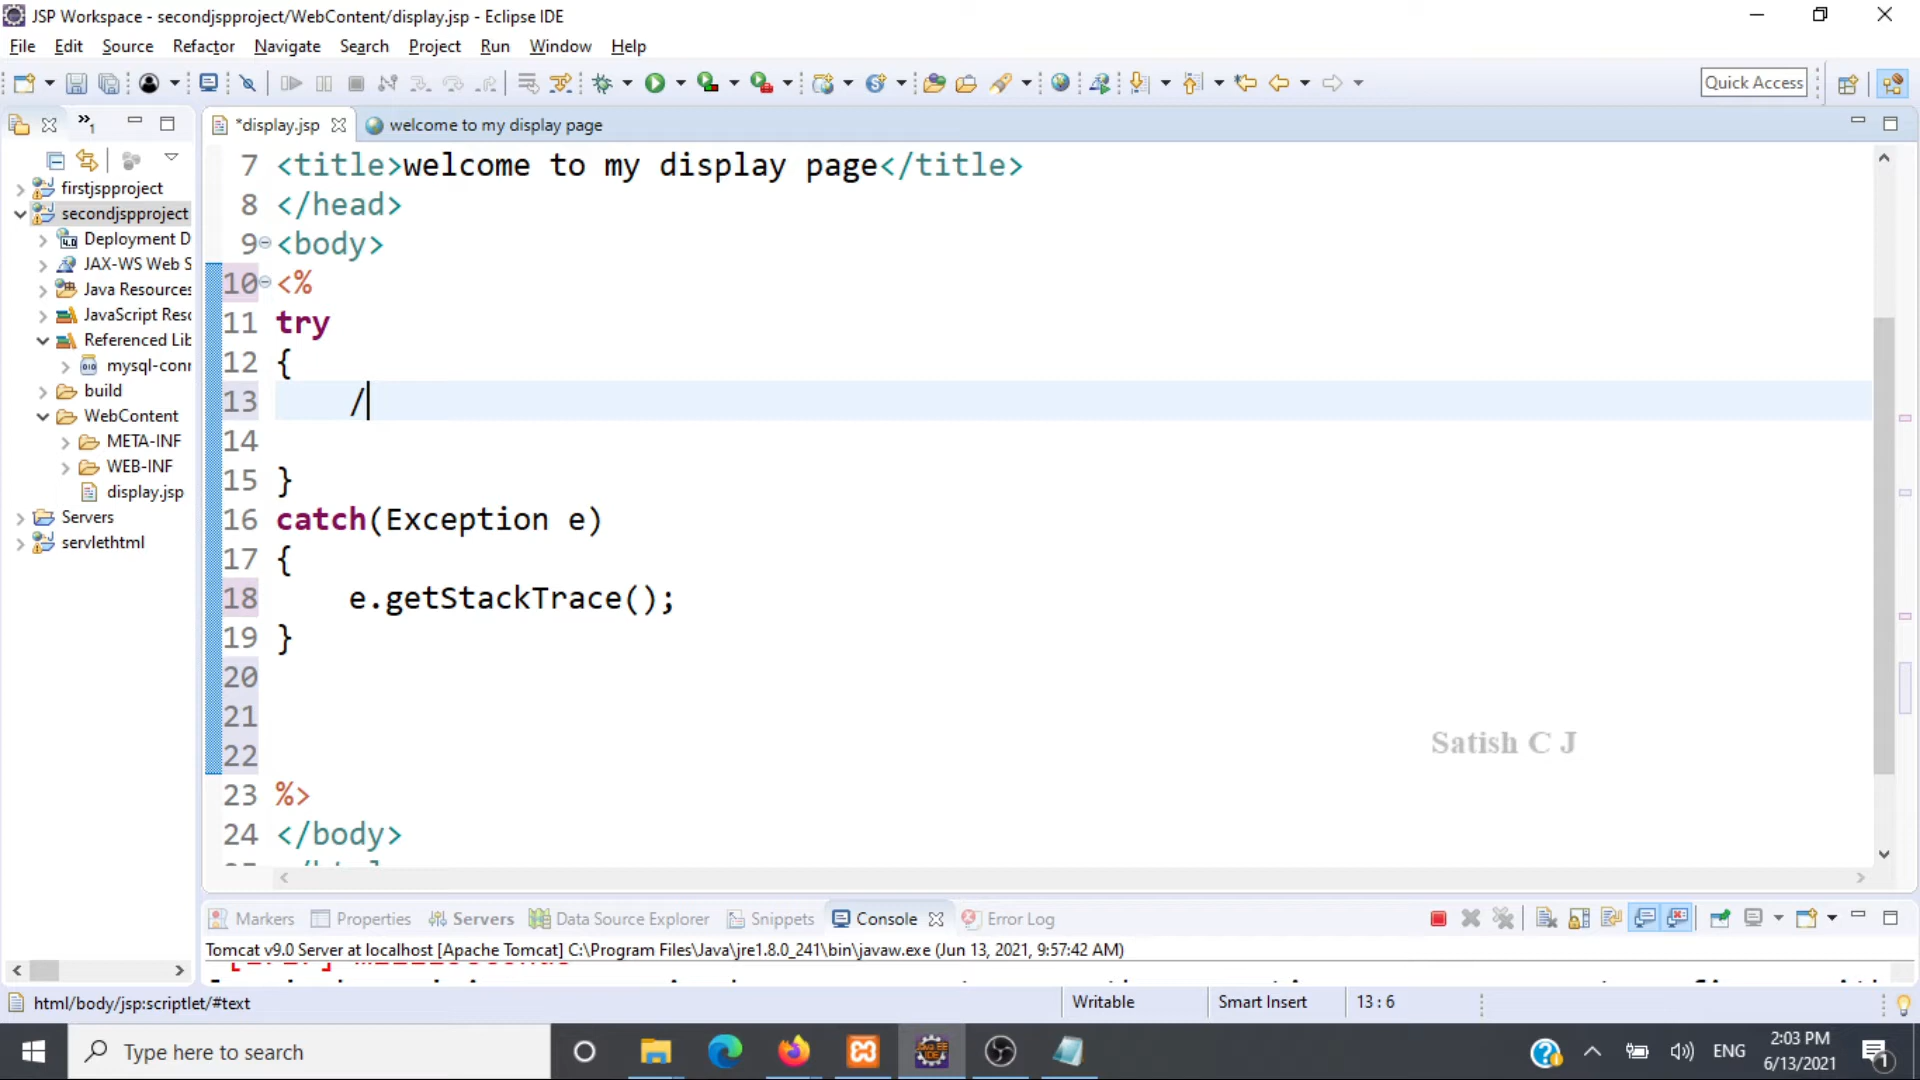 JSP Workspace - secondjspproject/WebContent/display.jsp - Eclipse IDE
File Edit Source Refactor Navigate Search Project Run Window Help
Quick Access
*display.jsp welcome to my display page
firstjspproject
secondjspproject
Deployment D
JAX-WS Web S
Java Resources
JavaScript Reso
Referenced Lib
mysql-conn
build
WebContent
META-INF
WEB-INF
display.jsp
Servers
servlethtml
7 <title>welcome to my display page</title>
8 </head>
9 <body>
10 <%
11 try
12 {
13 /
14
15 }
16 catch(Exception e)
17 {
18 e.getStackTrace();
19 }
20
21
22
23 %>
24 </body>
Satish C J
Markers Properties Servers Data Source Explorer Snippets Console Error Log
Tomcat v9.0 Server at localhost [Apache Tomcat] C:\Program Files\Java\jre1.8.0_241\bin\javaw.exe (Jun 13, 2021, 9:57:42 AM)
html/body/jsp:scriptlet/#text Writable Smart Insert 13 : 6
Type here to search
ENG
2:03 PM
6/13/2021
1